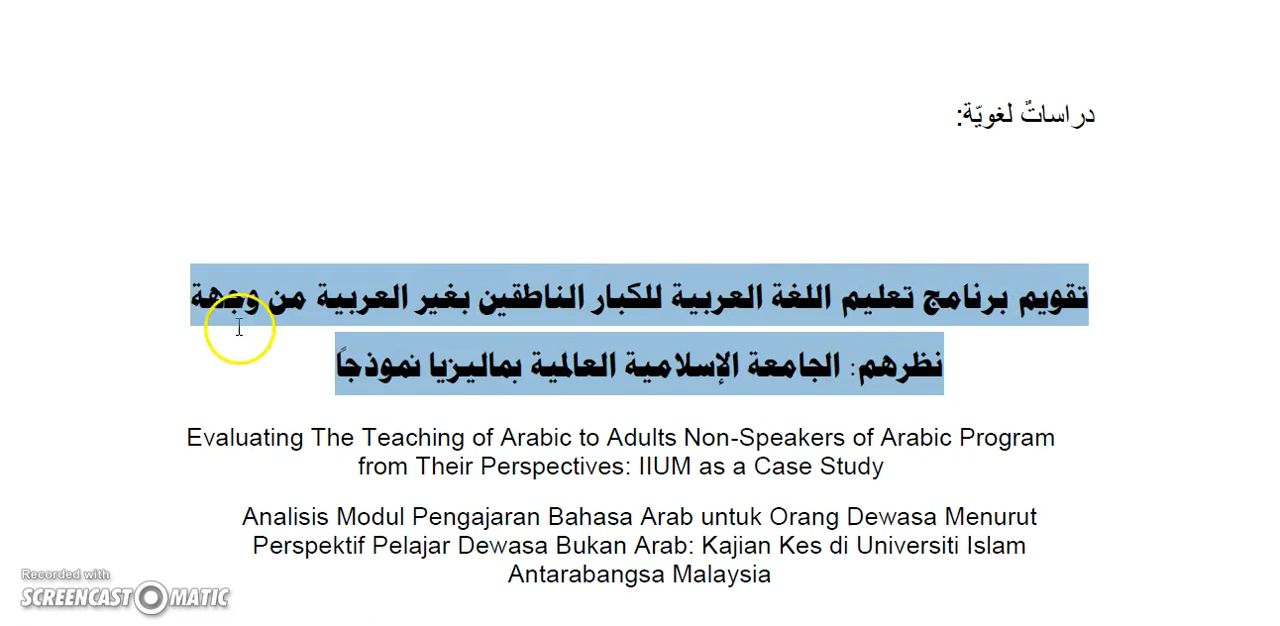 دراساتٌ لغويّة:
تقويم برنامج تعليم اللغة العربية للكبار الناطقين بغير العربية من وجهة
نظرهم: الجامعة الإسلامية العالمية بماليزيا نموذجًا
Evaluating The Teaching of Arabic to Adults Non-Speakers of Arabic Program
from Their Perspectives: IIUM as a Case Study
Analisis Modul Pengajaran Bahasa Arab untuk Orang Dewasa Menurut
Perspektif Pelajar Dewasa Bukan Arab: Kajian Kes di Universiti Islam
Antarabangsa Malaysia
Recorded with
SCREENCAST O MATIC